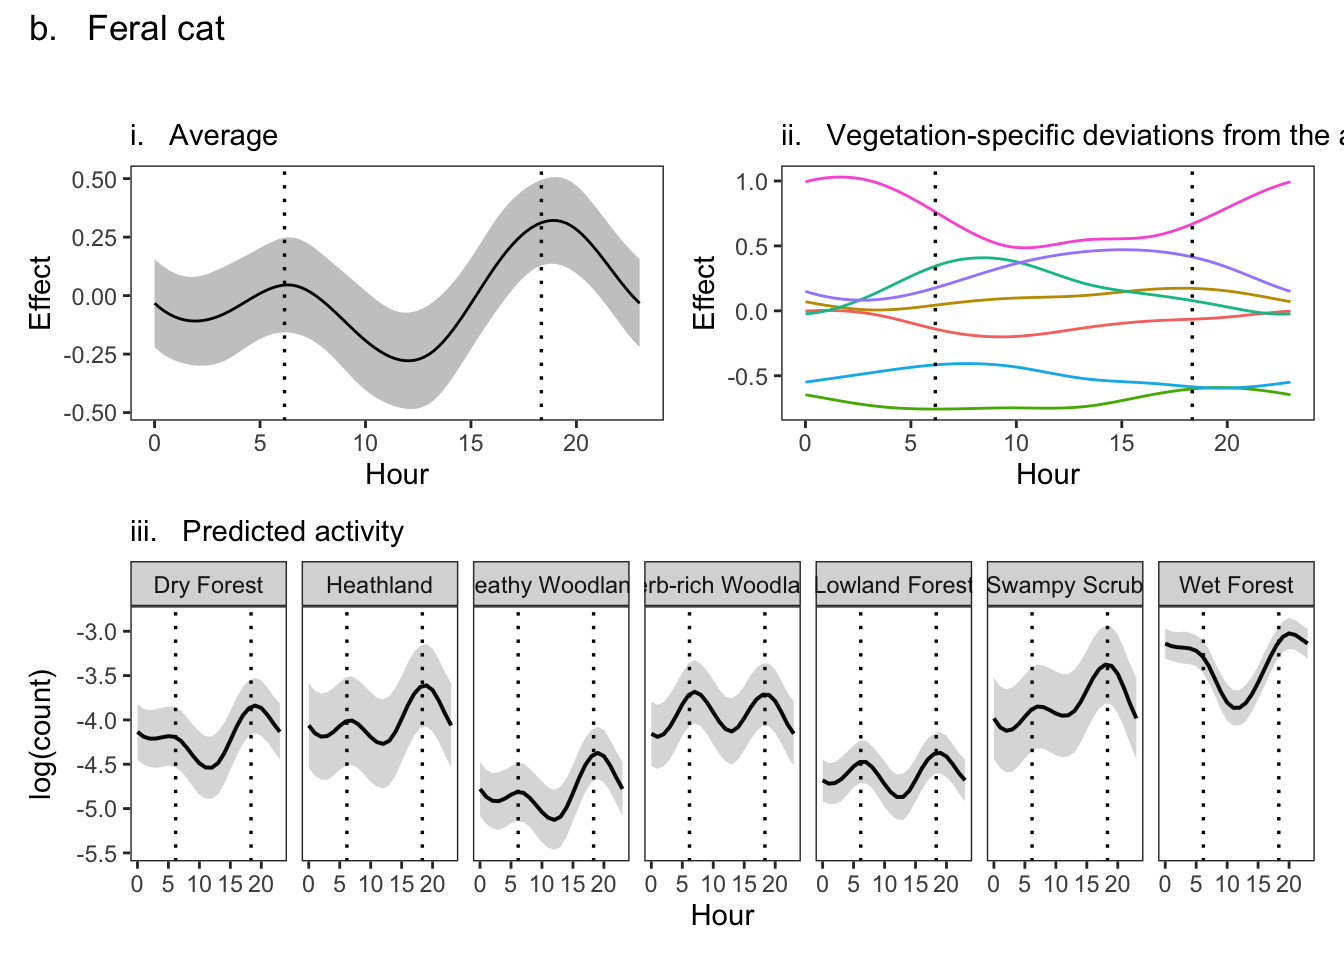 b. Feral cat
i. Average
ii. Vegetation-specific deviations from the
Effect
0.50
0.25
0.00
-0.25
-0.50
0 5 10 15 20
Hour
Effect
1.0
0.5
0.0
-0.5
0 5 10 15 20
Hour
iii. Predicted activity
Dry Forest
Heathland
eathy Woodlan
erb-rich Woodla
Lowland Forest
Swampy Scrub
Wet Forest
log(count)
-3.0
-3.5
-4.0
-4.5
-5.0
-5.5
0 5 10 15 20
0 5 10 15 20
0 5 10 15 20
0 5 10 15 20
0 5 10 15 20
0 5 10 15 20
0 5 10 15 20
Hour